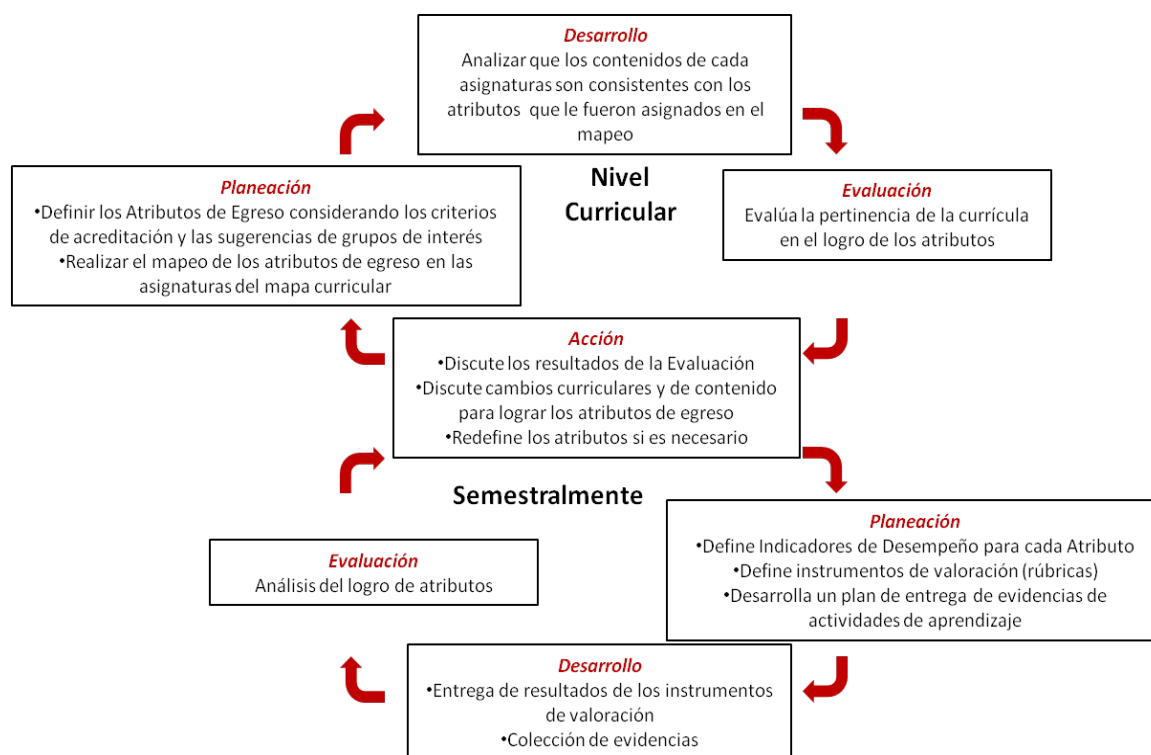 Desarrollo
Analizar que los contenidos de cada
asignaturas son consistentes con los
atributos que le fueron asignados en el
mapeo
Nivel
Curricular
Planeación
•Definir los Atributos de Egreso considerando los criterios
de acreditación y las sugerencias de grupos de interés
•Realizar el mapeo de los atributos de egreso en las
asignaturas del mapa curricular
Evaluación
Evalúa la pertinencia de la currícula
en el logro de los atributos
Acción
•Discute los resultados de la Evaluación
•Discute cambios curriculares y de contenido
para lograr los atributos de egreso
•Redefine los atributos si es necesario
Semestralmente
Planeación
•Define Indicadores de Desempeño para cada Atributo
•Define instrumentos de valoración (rúbricas)
•Desarrolla un plan de entrega de evidencias de
actividades de aprendizaje
Evaluación
Análisis del logro de atributos
Desarrollo
•Entrega de resultados de los instrumentos
de valoración
•Colección de evidencias